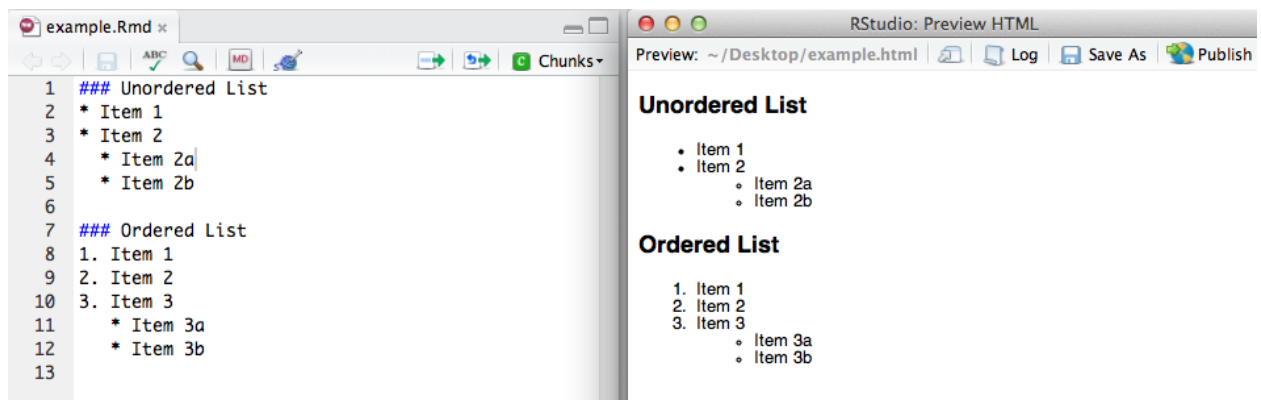 example.Rmd ×
ABC MD C Chunks
1 ### Unordered List
2 * Item 1
3 * Item 2
4   * Item 2a
5   * Item 2b
6
7 ### Ordered List
8 1. Item 1
9 2. Item 2
10 3. Item 3
11    * Item 3a
12    * Item 3b
13
RStudio: Preview HTML
Preview: ~/Desktop/example.html Log Save As Publish
Unordered List
• Item 1
• Item 2
◦ Item 2a
◦ Item 2b
Ordered List
1. Item 1
2. Item 2
3. Item 3
◦ Item 3a
◦ Item 3b